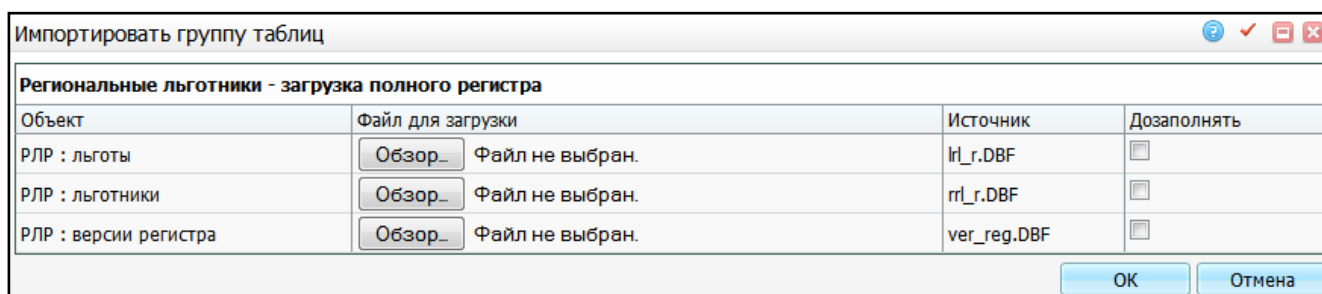 Импортировать группу таблиц
Региональные льготники - загрузка полного регистра
Объект Файл для загрузки Источник Дозаполнять
РЛР : льготы Обзор... Файл не выбран. lrl_r.DBF
РЛР : льготники Обзор... Файл не выбран. rrl_r.DBF
РЛР : версии регистра Обзор... Файл не выбран. ver_reg.DBF
ОК Отмена